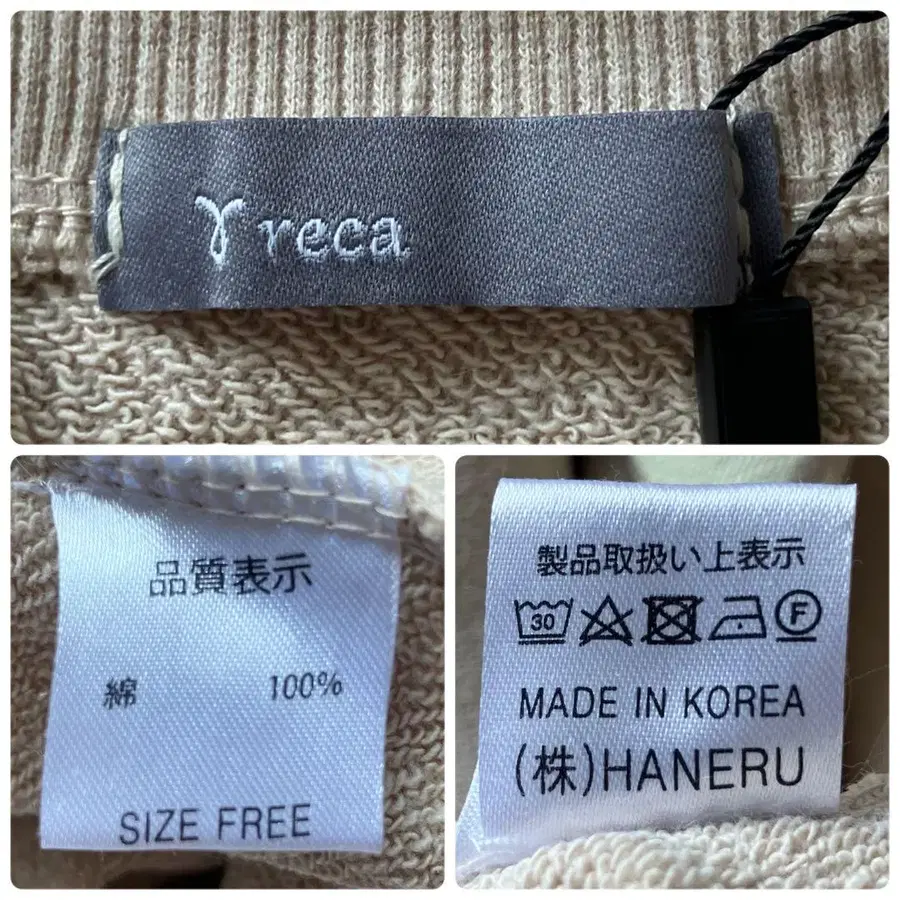 γ reca
品質表示
綿 100%
SIZE FREE
製品取扱い上表示
30 F
MADE IN KOREA
(株)HANERU